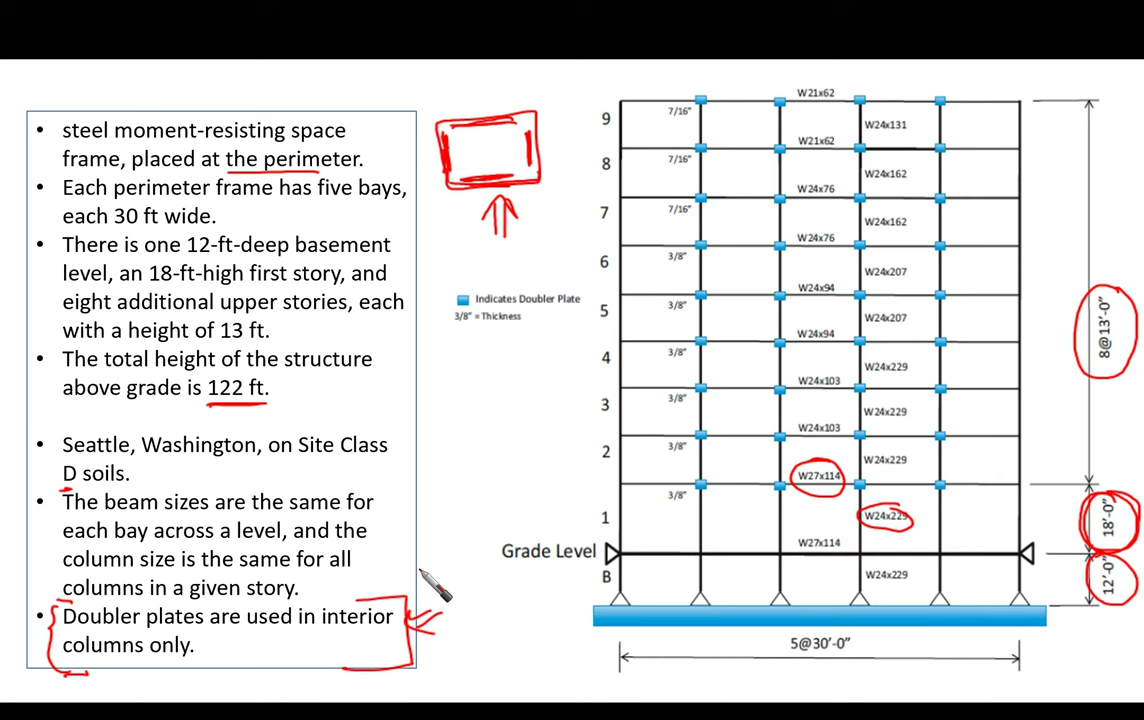 • steel moment-resisting space
frame, placed at the perimeter.
• Each perimeter frame has five bays,
each 30 ft wide.
• There is one 12-ft-deep basement
level, an 18-ft-high first story, and
eight additional upper stories, each
with a height of 13 ft.
• The total height of the structure
above grade is 122 ft.
• Seattle, Washington, on Site Class
D soils.
• The beam sizes are the same for
each bay across a level, and the
column size is the same for all
columns in a given story.
• Doubler plates are used in interior
columns only.
Indicates Doubler Plate
3/8" = Thickness
W21x62
9
7/16"
W24x131
W21x62
8
7/16"
W24x162
W24x76
7
7/16"
W24x162
W24x76
6
3/8"
W24x207
W24x94
5
3/8"
W24x207
W24x94
4
3/8"
W24x229
W24x103
3
3/8"
W24x229
W24x103
2
3/8"
W24x229
W27x114
3/8"
1
W24x229
Grade Level
W27x114
B
W24x229
8@13'-0"
18'-0"
12'-0"
5@30'-0"